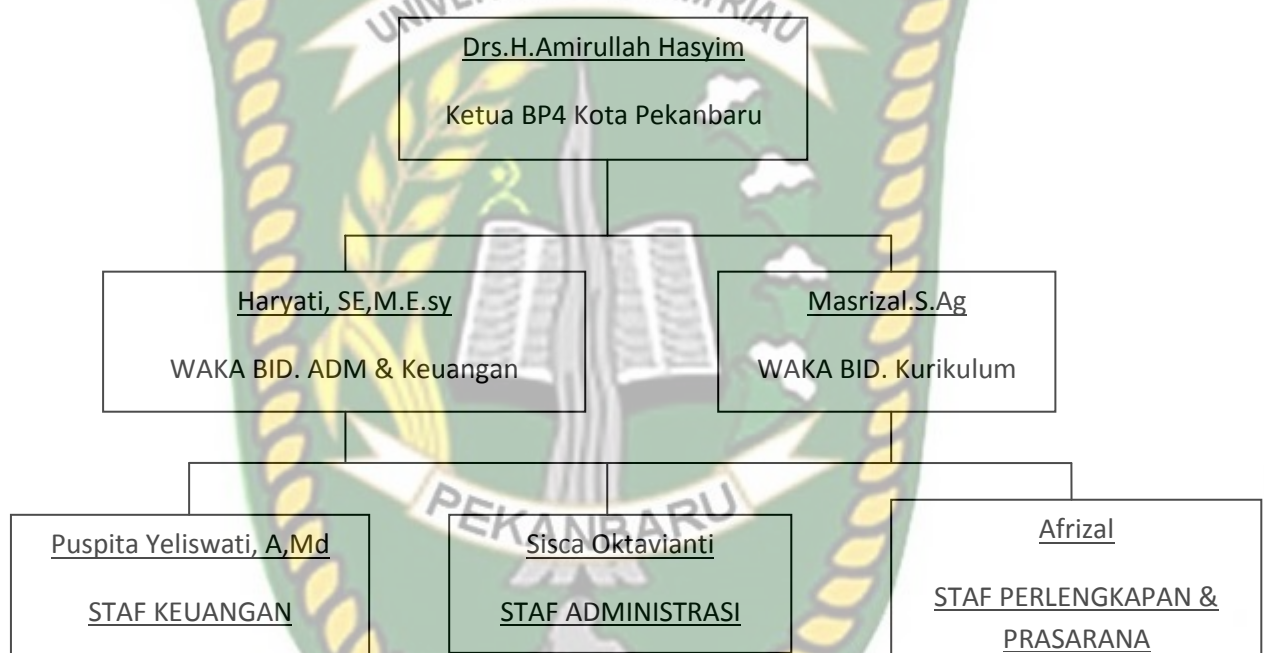 Drs.H.Amirullah Hasyim
Ketua BP4 Kota Pekanbaru
Haryati, SE,M.E.sy
WAKA BID. ADM & Keuangan
Masrizal.S.Ag
WAKA BID. Kurikulum
PEKANBARU
Puspita Yeliswati, A,Md
STAF KEUANGAN
Sisca Oktavianti
STAF ADMINISTRASI
Afrizal
STAF PERLENGKAPAN &
PRASARANA